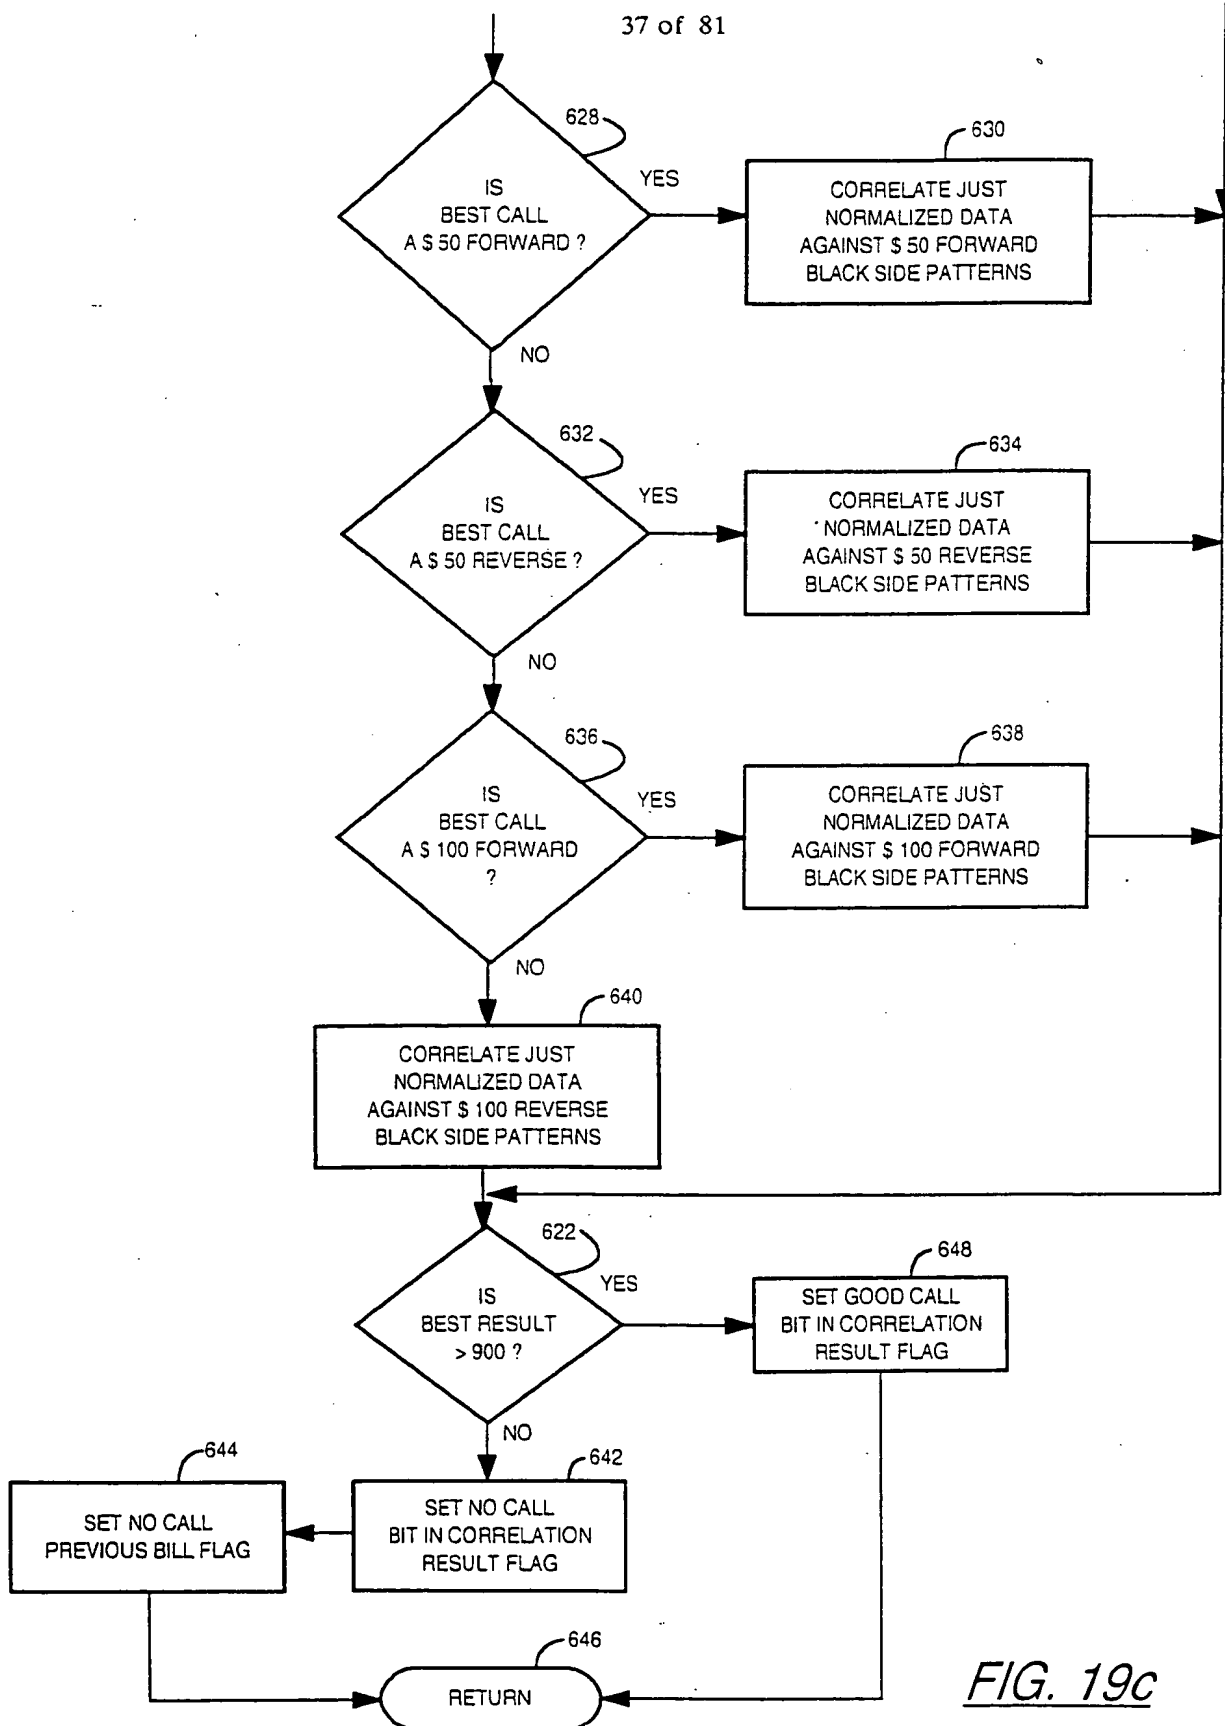 37 of 81
628
IS
BEST CALL
A $ 50 FORWARD ?
YES
630
CORRELATE JUST
NORMALIZED DATA
AGAINST $ 50 FORWARD
BLACK SIDE PATTERNS
NO
632
IS
BEST CALL
A $ 50 REVERSE ?
YES
634
CORRELATE JUST
NORMALIZED DATA
AGAINST $ 50 REVERSE
BLACK SIDE PATTERNS
NO
636
IS
BEST CALL
A $ 100 FORWARD
?
YES
638
CORRELATE JUST
NORMALIZED DATA
AGAINST $ 100 FORWARD
BLACK SIDE PATTERNS
NO
640
CORRELATE JUST
NORMALIZED DATA
AGAINST $ 100 REVERSE
BLACK SIDE PATTERNS
622
IS
BEST RESULT
> 900 ?
YES
648
SET GOOD CALL
BIT IN CORRELATION
RESULT FLAG
NO
642
SET NO CALL
BIT IN CORRELATION
RESULT FLAG
644
SET NO CALL
PREVIOUS BILL FLAG
646
RETURN
FIG. 19c